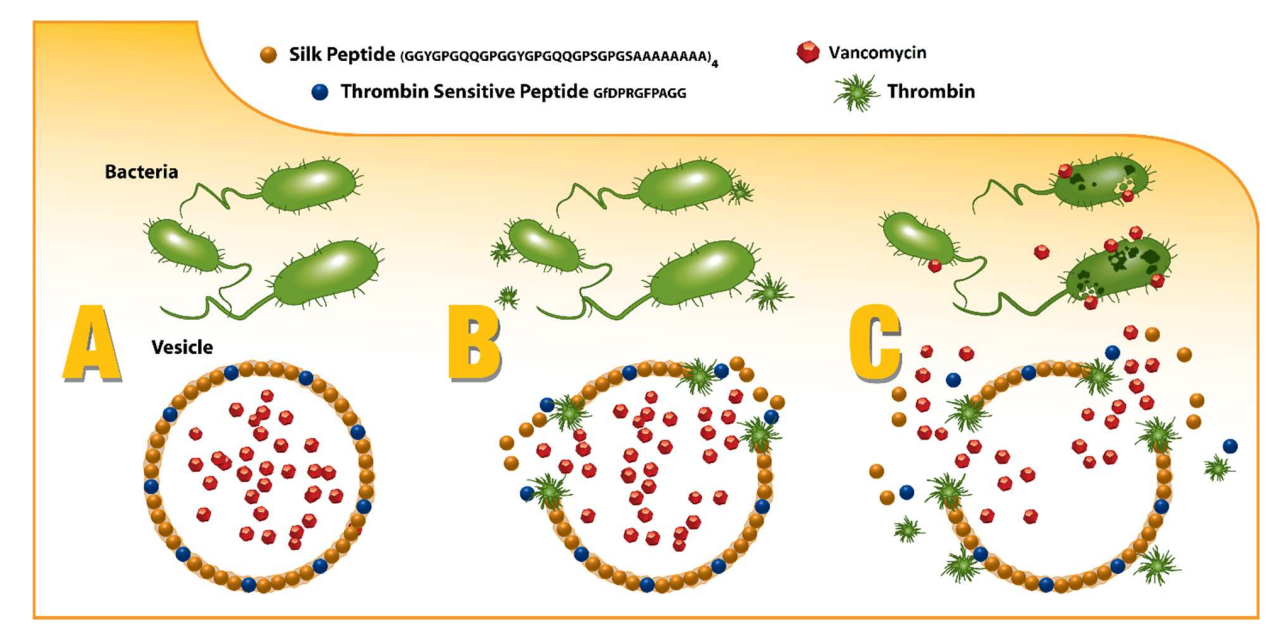 Silk Peptide (GGYGPGQQGPGGYGPGQQGPSGPGSAAAAAAAA)4
Vancomycin
Thrombin Sensitive Peptide GfDPRGFPAGG
Thrombin
Bacteria
A
B
C
Vesicle